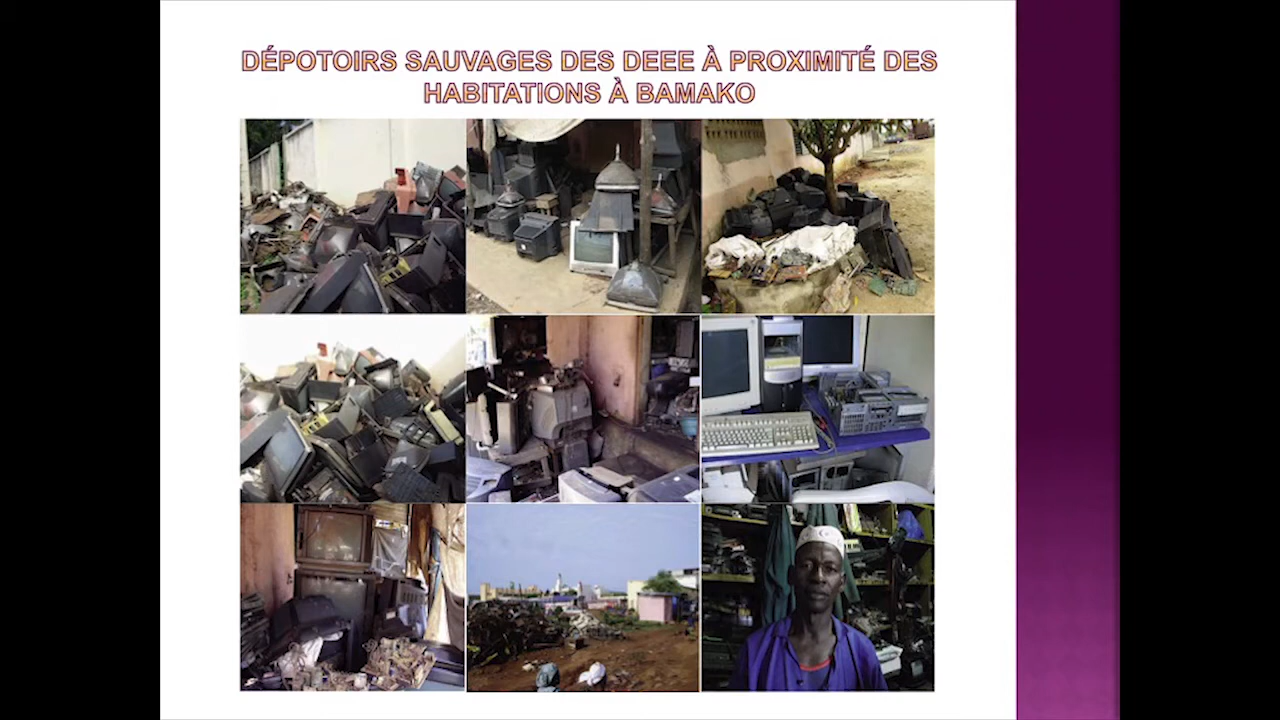 DÉPOTOIRS SAUVAGES DES DEEE À PROXIMITÉ DES
HABITATIONS À BAMAKO